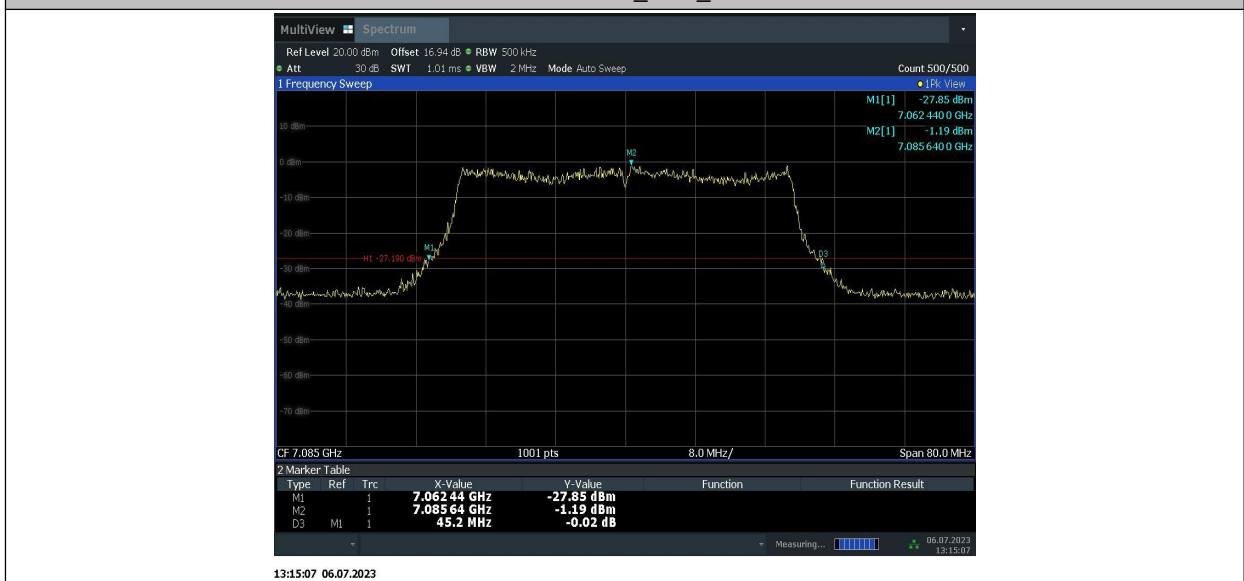 MultiView Spectrum
Ref Level 20.00 dBm Offset 16.94 dB RBW 500 kHz
Att 30 dB SWT 1.01 ms VBW 2 MHz Mode Auto Sweep Count 500/500
1 Frequency Sweep 1Pk View
M1[1] -27.85 dBm
7.062 440 0 GHz
10 dBm
M2[1] -1.19 dBm
7.085 640 0 GHz
M2
0 dBm
-10 dBm
-20 dBm
M1
D3
H1 -27.190 dBm
-30 dBm
-40 dBm
-50 dBm
-60 dBm
-70 dBm
CF 7.085 GHz 1001 pts 8.0 MHz/ Span 80.0 MHz
2 Marker Table
Type Ref Trc X-Value Y-Value Function Function Result
M1 1 7.062 44 GHz -27.85 dBm
M2 1 7.085 64 GHz -1.19 dBm
D3 M1 1 45.2 MHz -0.02 dB
Measuring... 06.07.2023
13:15:07
13:15:07 06.07.2023